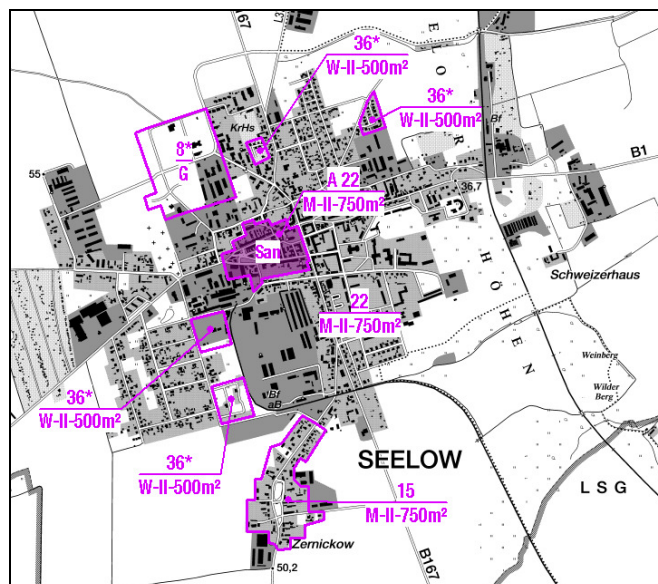 B167
L3
E
L
O
36*
W-II-500m²
36*
W-II-500m²
KrHs
Bf
R
8*
G
B1
55
A 22
M-II-750m²
36,7
San
H
Ö
H
E
N
Schweizerhaus
22
M-II-750m²
Weinberg
Wilder
Berg
36*
W-II-500m²
Bf
aB
36*
W-II-500m²
SEELOW
15
M-II-750m²
LSG
Zernickow
B167
50,2